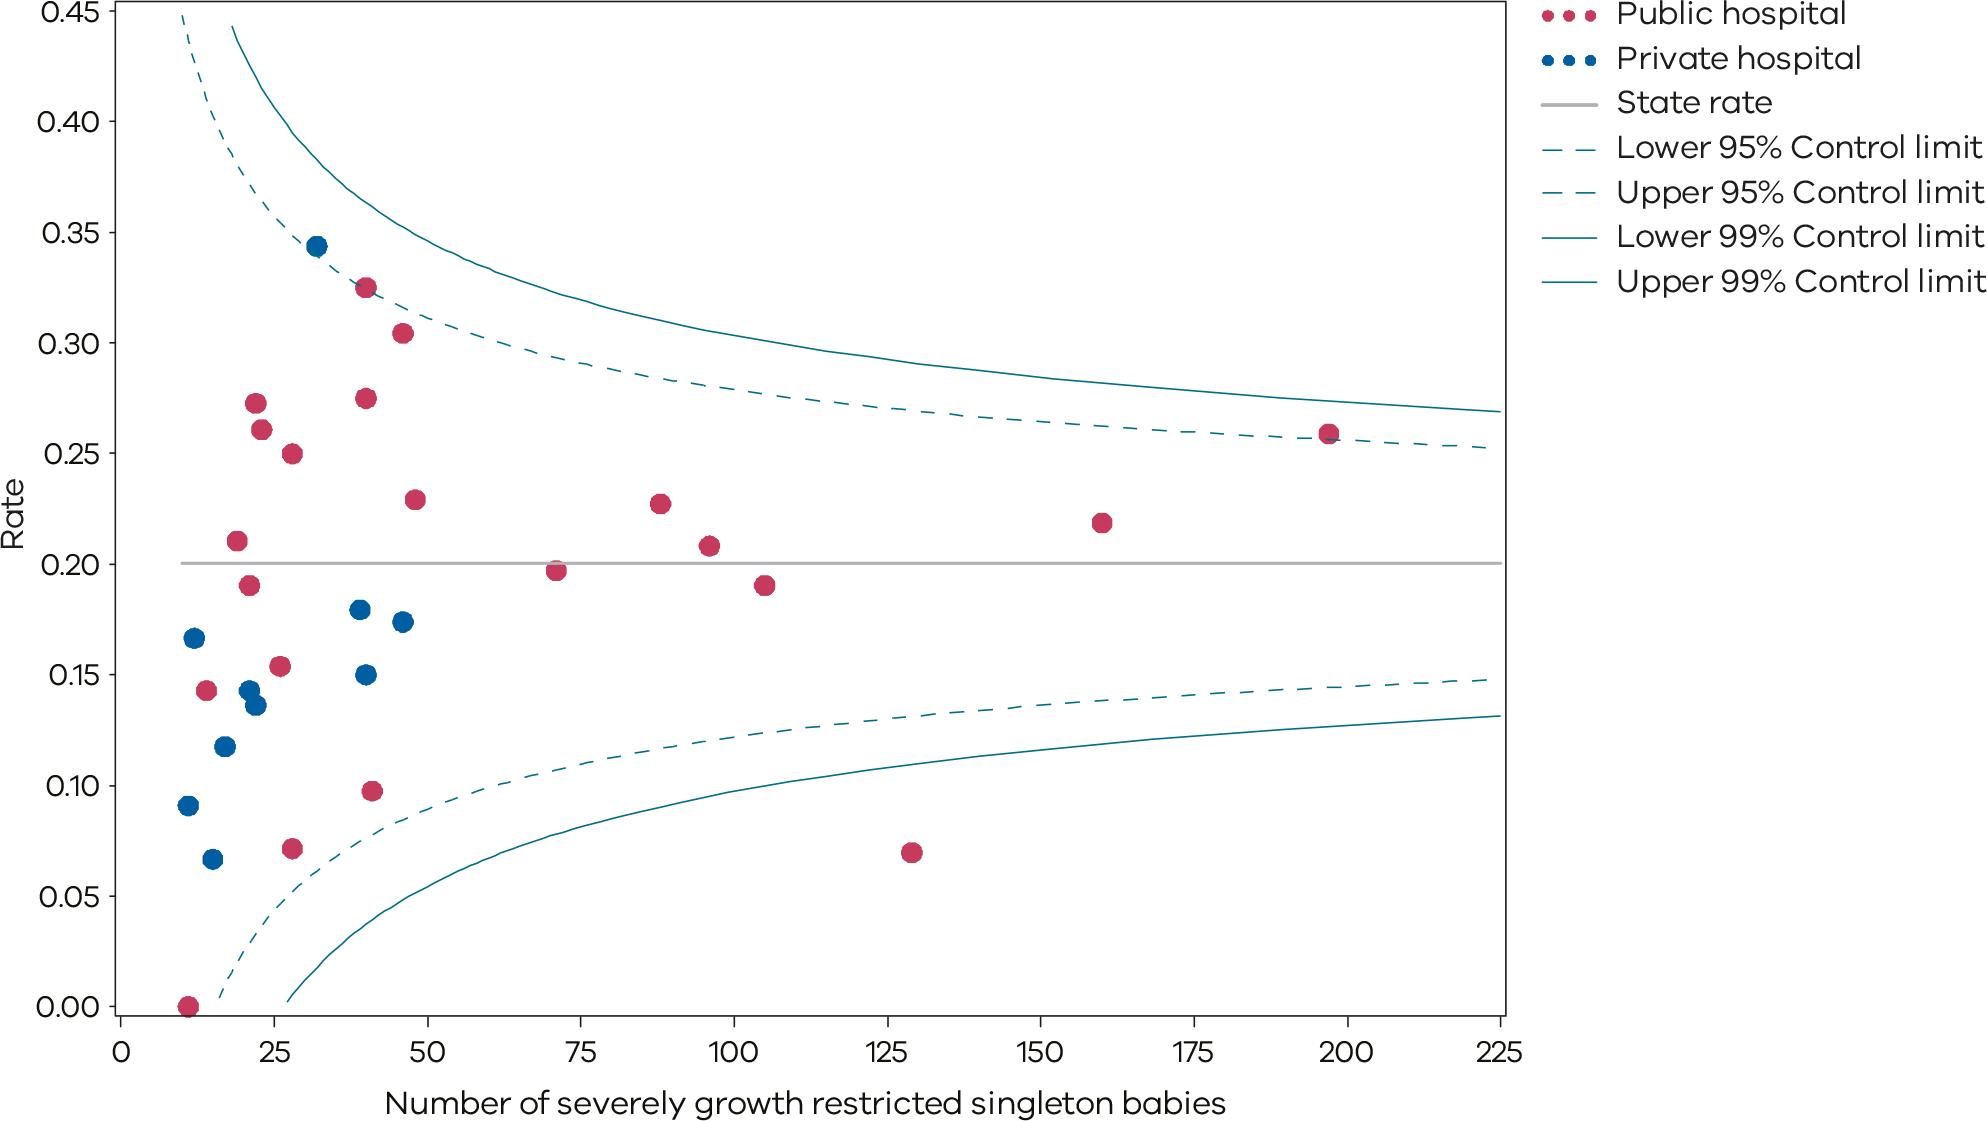 0.45
0.40
0.35
0.30
0.25
0.20
0.15
0.10
0.05
0.00
Rate
0 25 50 75 100 125 150 175 200 225
Number of severely growth restricted singleton babies
Public hospital
Private hospital
State rate
Lower 95% Control limit
Upper 95% Control limit
Lower 99% Control limit
Upper 99% Control limit